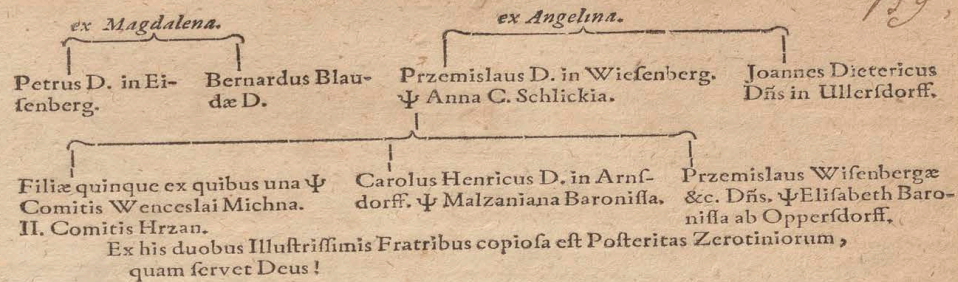 ex Magdalena.
ex Angelina.
Petrus D. in Ei-
ſenberg.
Bernardus Blau-
dæ D.
Przemislaus D. in Wieſenberg.
Ψ Anna C. Schlickia.
Joannes Dietericus
Dñs in Ullerſdorff.
Filiæ quinque ex quibus una Ψ
Comitis Wenceslai Michna.
II. Comitis Hrzan.
Carolus Henricus D. in Arnſ-
dorff. Ψ Malzaniana Baroniſſa.
Przemislaus Wiſenbergæ
&c. Dñs. Ψ Eliſabeth Baro-
niſſa ab Opperſdorff.
Ex his duobus Illuſtriſſimis Fratribus copioſa eſt Poſteritas Zerotiniorum,
quam ſervet Deus!